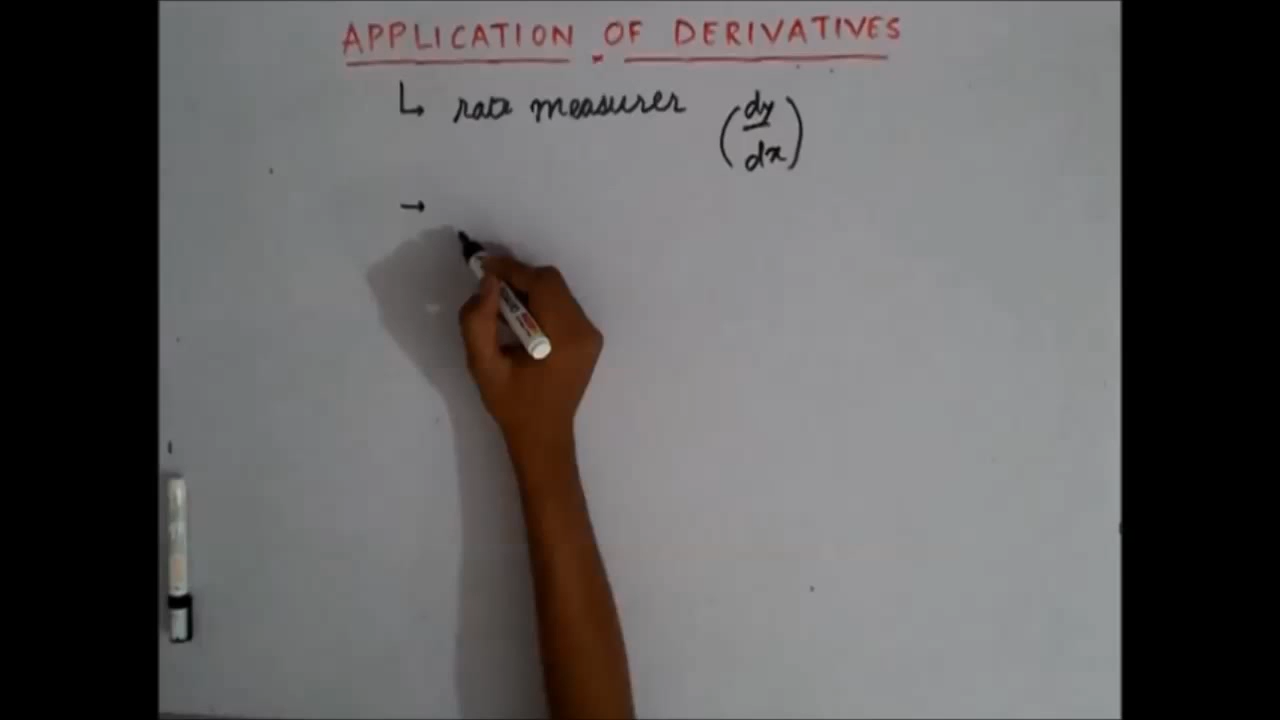 APPLICATION OF DERIVATIVES
↳ rate measurer (dy/dx)
→